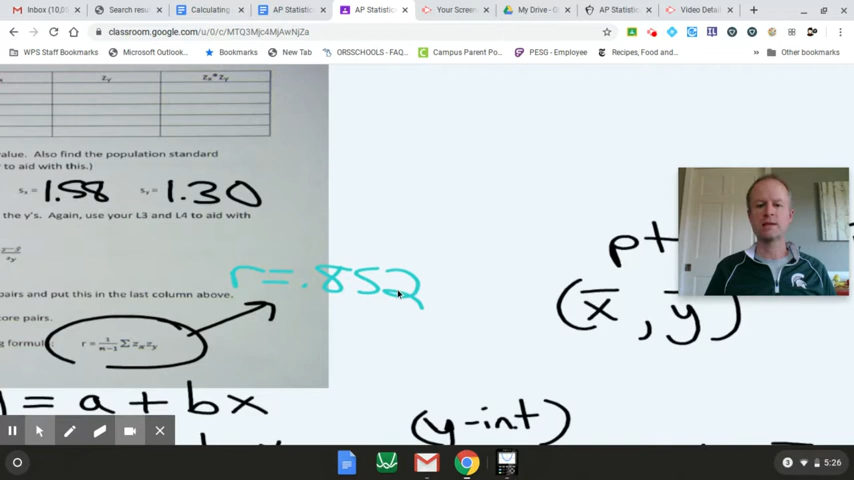 Inbox (10,0
Search resul
Calculating
AP Statistic
AP Statistic
Your Screen
My Drive - G
AP Statistic
Video Detail
classroom.google.com/u/0/c/MTQ3Mjc4MjAwNjZa
WPS Staff Bookmarks
Microsoft Outlook...
Bookmarks
New Tab
ORSSCHOOLS - FAQ...
Campus Parent Po...
PESG - Employee
Recipes, Food and...
Other bookmarks
zy
zx*zy
value. Also find the population standard
to aid with this.)
sx = 1.58 sy = 1.30
the y's. Again, use your L3 and L4 to aid with
r = .852
pt
(x̄, ȳ)
pairs and put this in the last column above.
core pairs.
ng formula: r = 1/(n−1) Σ zx zy
= a + bx
(y-int)
3
5:26